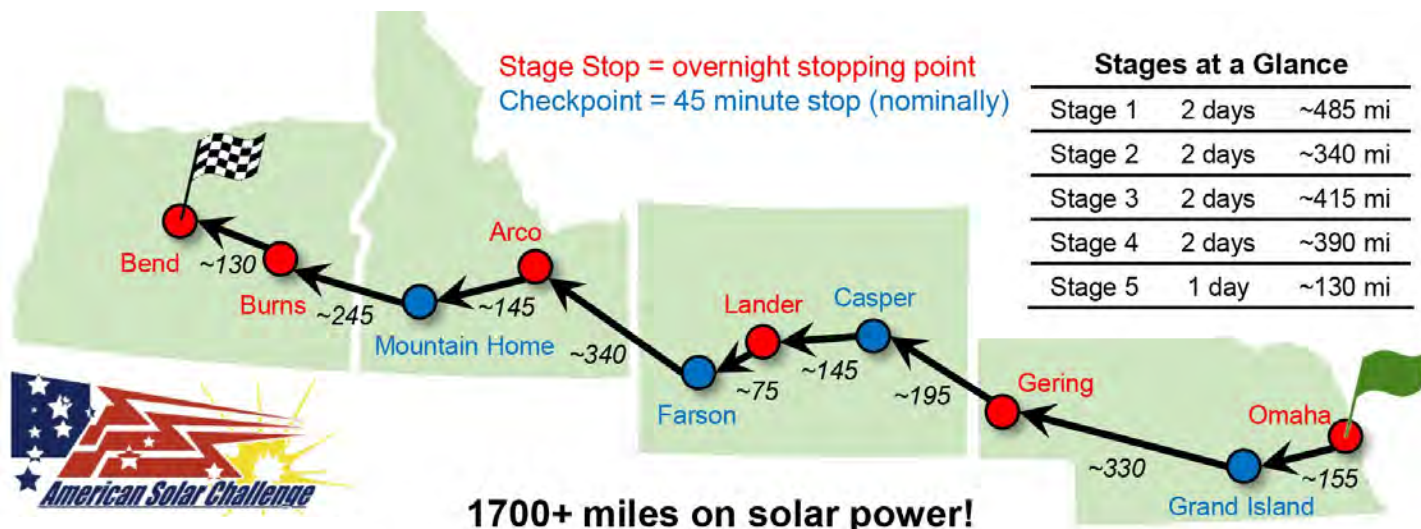 Stage Stop = overnight stopping point
Checkpoint = 45 minute stop (nominally)
Stages at a Glance
Stage 1 2 days ~485 mi
Stage 2 2 days ~340 mi
Stage 3 2 days ~415 mi
Stage 4 2 days ~390 mi
Stage 5 1 day ~130 mi
Bend
~130
Burns
~245
Mountain Home
~145
Arco
~340
Farson
~75
Lander
~145
Casper
~195
Gering
~330
Grand Island
~155
Omaha
American Solar Challenge
1700+ miles on solar power!